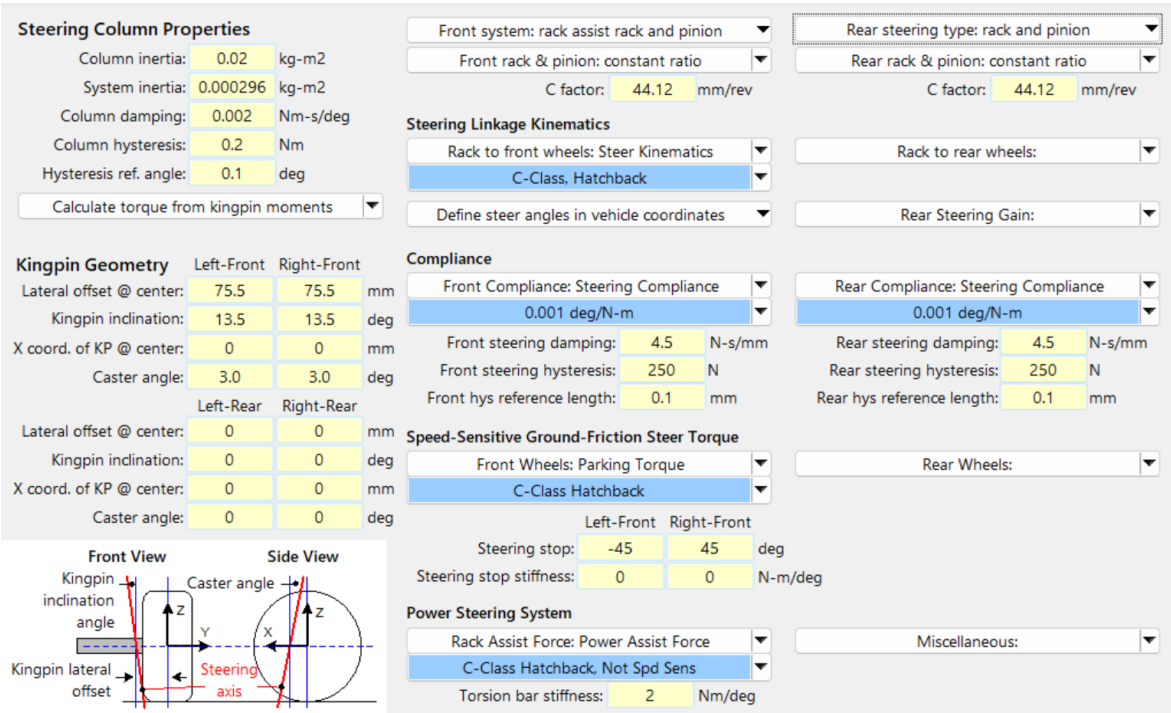 Steering Column Properties
Column inertia: 0.02 kg-m2
System inertia: 0.000296 kg-m2
Column damping: 0.002 Nm-s/deg
Column hysteresis: 0.2 Nm
Hysteresis ref. angle: 0.1 deg
Calculate torque from kingpin moments
Kingpin Geometry Left-Front Right-Front
Lateral offset @ center: 75.5 75.5 mm
Kingpin inclination: 13.5 13.5 deg
X coord. of KP @ center: 0 0 mm
Caster angle: 3.0 3.0 deg
Left-Rear Right-Rear
Lateral offset @ center: 0 0 mm
Kingpin inclination: 0 0 deg
X coord. of KP @ center: 0 0 mm
Caster angle: 0 0 deg
Front View Side View
Kingpin inclination angle
Caster angle
Z
Y
Z
X
Kingpin lateral offset
Steering axis
Front system: rack assist rack and pinion
Front rack & pinion: constant ratio
C factor: 44.12 mm/rev
Rear steering type: rack and pinion
Rear rack & pinion: constant ratio
C factor: 44.12 mm/rev
Steering Linkage Kinematics
Rack to front wheels: Steer Kinematics
C-Class, Hatchback
Rack to rear wheels:
Define steer angles in vehicle coordinates
Rear Steering Gain:
Compliance
Front Compliance: Steering Compliance
0.001 deg/N-m
Front steering damping: 4.5 N-s/mm
Front steering hysteresis: 250 N
Front hys reference length: 0.1 mm
Rear Compliance: Steering Compliance
0.001 deg/N-m
Rear steering damping: 4.5 N-s/mm
Rear steering hysteresis: 250 N
Rear hys reference length: 0.1 mm
Speed-Sensitive Ground-Friction Steer Torque
Front Wheels: Parking Torque
C-Class Hatchback
Rear Wheels:
Left-Front Right-Front
Steering stop: -45 45 deg
Steering stop stiffness: 0 0 N-m/deg
Power Steering System
Rack Assist Force: Power Assist Force
C-Class Hatchback, Not Spd Sens
Torsion bar stiffness: 2 Nm/deg
Miscellaneous: